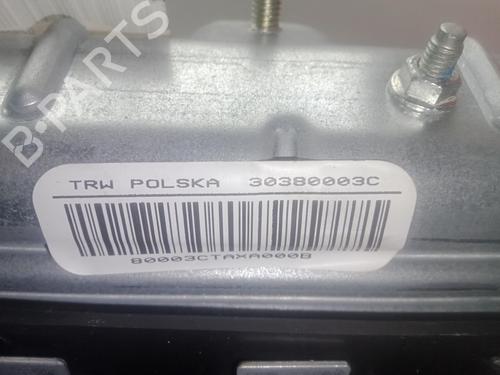 B-PARTS
TRW POLSKA 30380003C
80003CTAXA000B